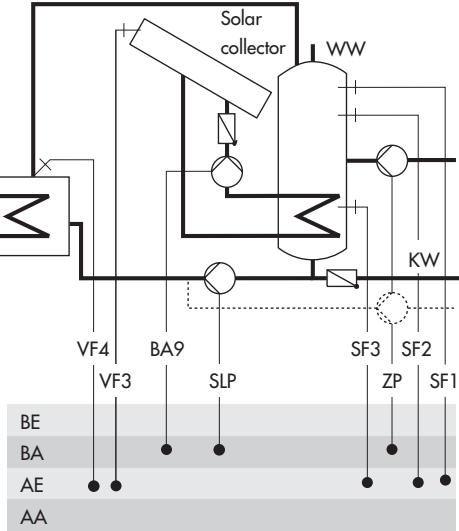 Solar
collector
WW
KW
VF4 BA9 SF3 SF2
VF3 SLP ZP SF1
BE
BA
AE
AA